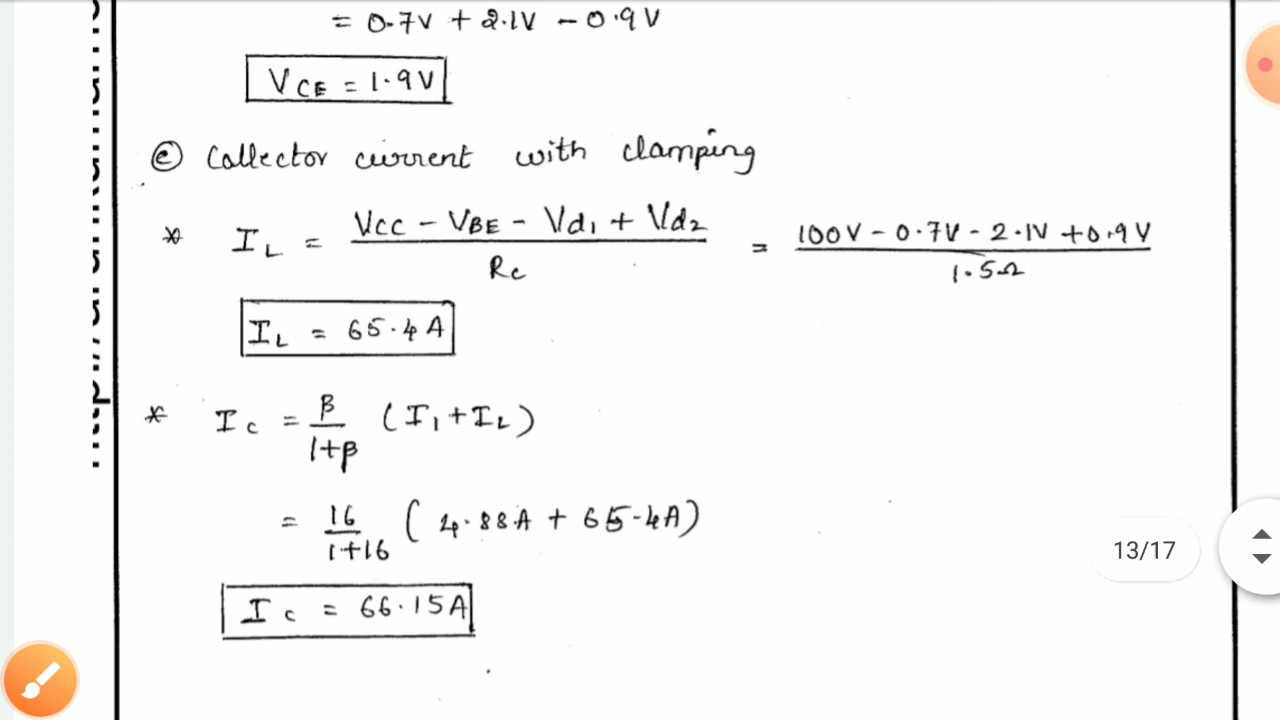 = 0.7V + 2.1V - 0.9V
VCE = 1.9V
ⓒ Collector current with clamping
* IL = (VCC - VBE - Vd1 + Vd2) / Rc = (100V - 0.7V - 2.1V + 0.9V) / 1.5Ω
IL = 65.4A
* Ic = β / (1+β) (I1 + IL)
= 16 / (1+16) (4.88A + 65.4A)
Ic = 66.15A
13/17